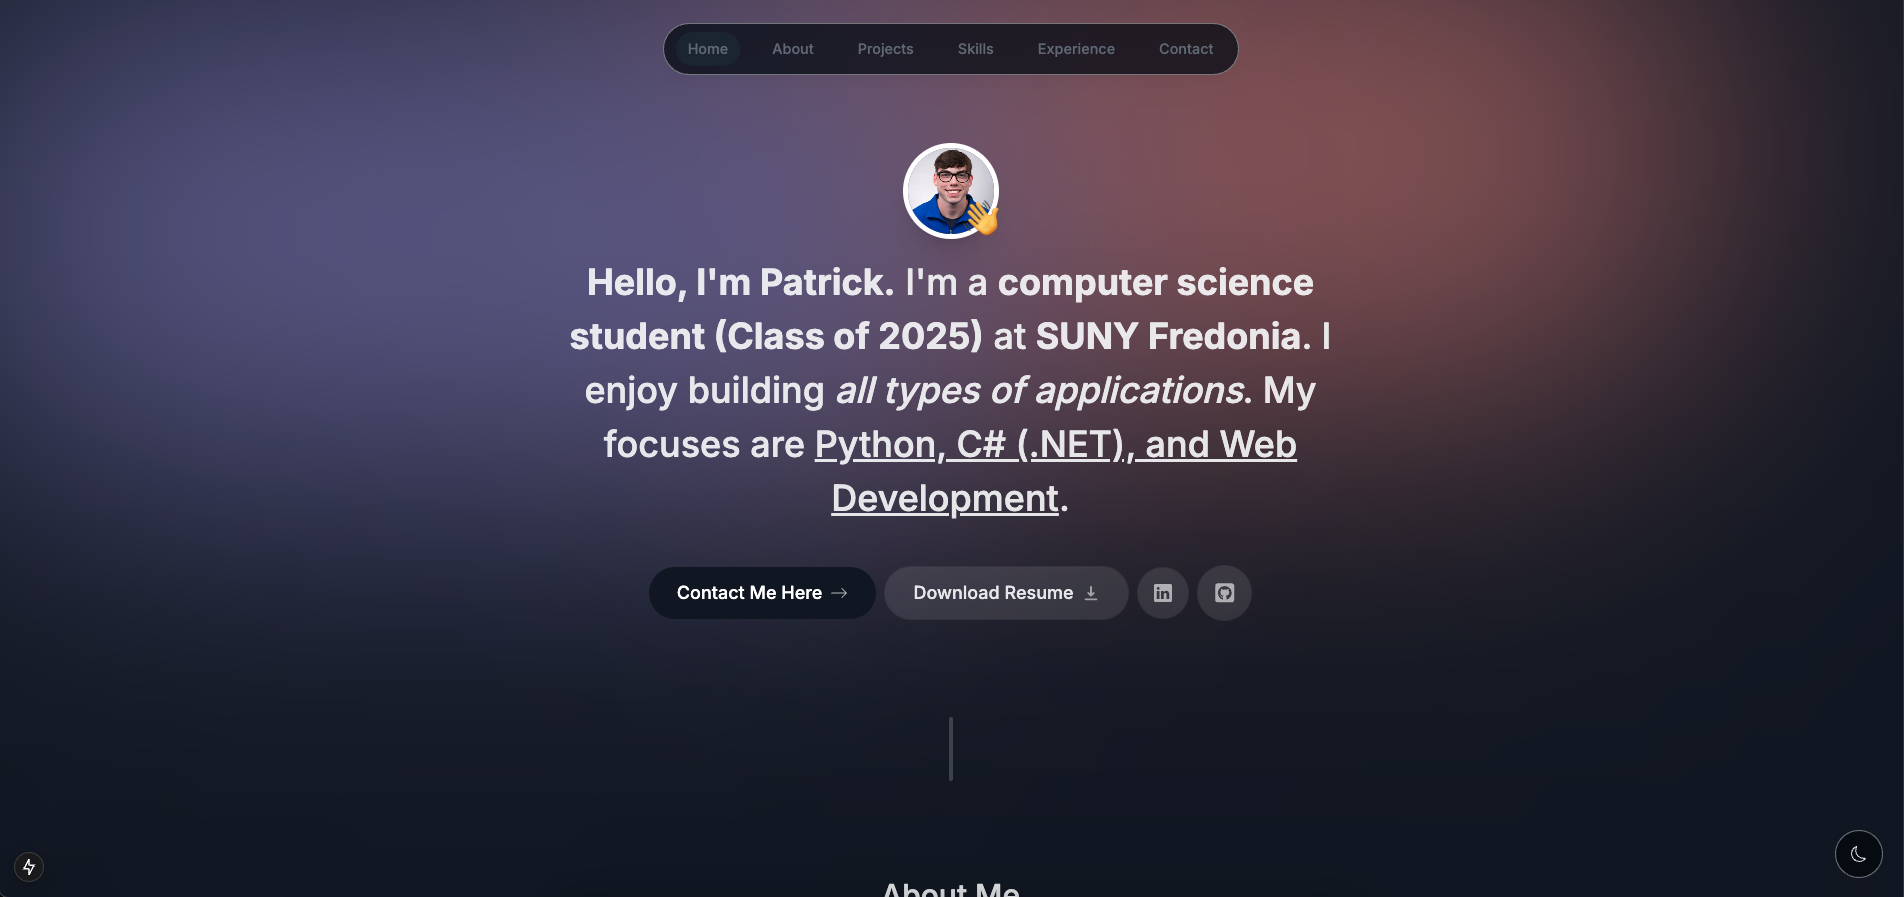 Home About Projects Skills Experience Contact
Hello, I'm Patrick. I'm a computer science
student (Class of 2025) at SUNY Fredonia. I
enjoy building all types of applications. My
focuses are Python, C# (.NET), and Web
Development.
Contact Me Here Download Resume in
About Me